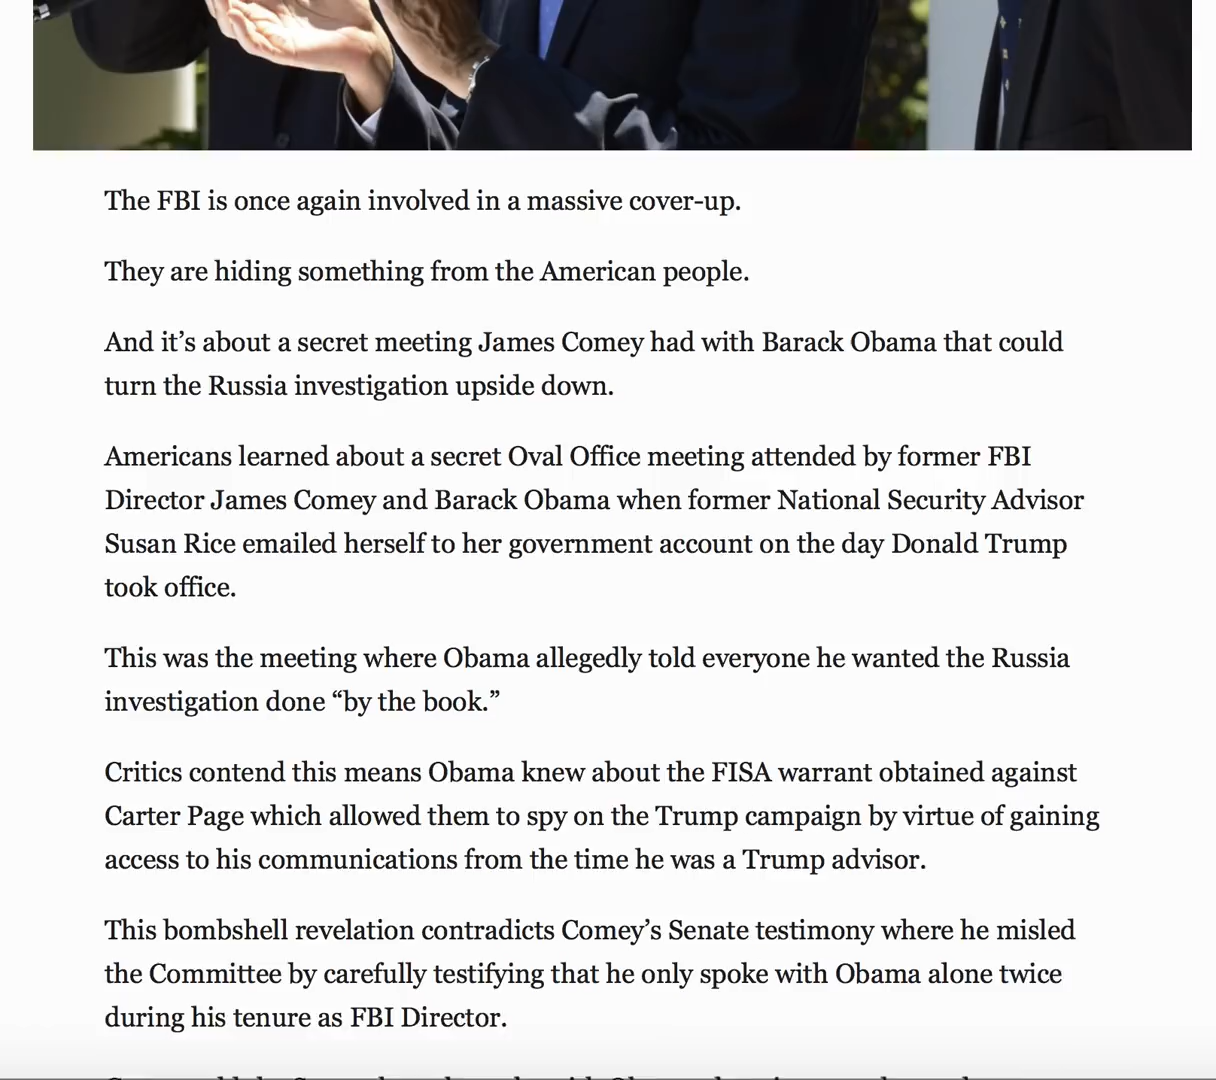 The FBI is once again involved in a massive cover-up.
They are hiding something from the American people.
And it’s about a secret meeting James Comey had with Barack Obama that could
turn the Russia investigation upside down.
Americans learned about a secret Oval Office meeting attended by former FBI
Director James Comey and Barack Obama when former National Security Advisor
Susan Rice emailed herself to her government account on the day Donald Trump
took office.
This was the meeting where Obama allegedly told everyone he wanted the Russia
investigation done “by the book.”
Critics contend this means Obama knew about the FISA warrant obtained against
Carter Page which allowed them to spy on the Trump campaign by virtue of gaining
access to his communications from the time he was a Trump advisor.
This bombshell revelation contradicts Comey’s Senate testimony where he misled
the Committee by carefully testifying that he only spoke with Obama alone twice
during his tenure as FBI Director.